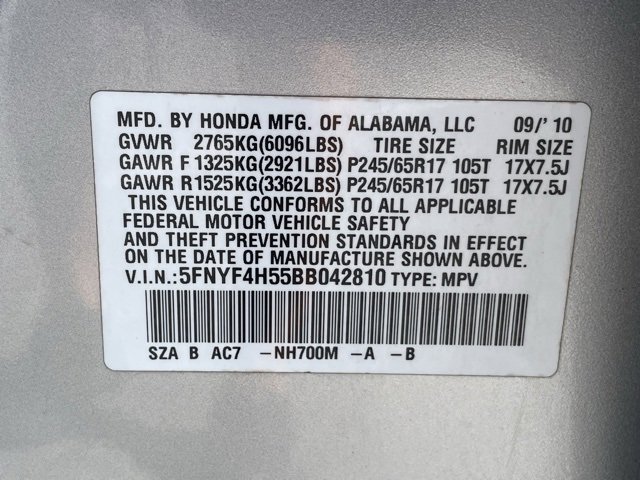 MFD. BY HONDA MFG. OF ALABAMA, LLC 09/'10
GVWR 2765KG(6096LBS) TIRE SIZE RIM SIZE
GAWR F 1325KG(2921LBS) P245/65R17 105T 17X7.5J
GAWR R 1525KG(3362LBS) P245/65R17 105T 17X7.5J
THIS VEHICLE CONFORMS TO ALL APPLICABLE
FEDERAL MOTOR VEHICLE SAFETY
AND THEFT PREVENTION STANDARDS IN EFFECT
ON THE DATE OF MANUFACTURE SHOWN ABOVE.
V.I.N.:5FNYF4H55BB042810 TYPE: MPV
SZA B AC7 -NH700M -A -B